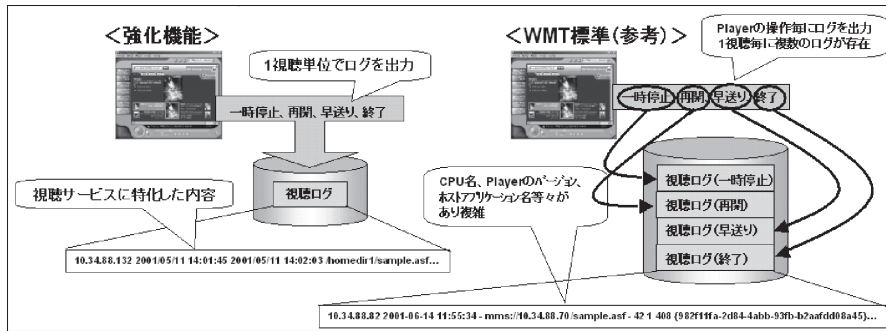 ＜強化機能＞
1視聴単位でログを出力
一時停止、再開、早送り、終了
視聴サービスに特化した内容
視聴ログ
10.34.88.132 2001/05/11 14:01:45 2001/05/11 14:02:03 /homedir1/sample.asf...
＜WMT標準（参考）＞
Playerの操作毎にログを出力
1視聴毎に複数のログが存在
一時停止、再開、早送り、終了
CPU名、Playerのバージョン、
ホストアプリケーション名等々が
あり複雑
視聴ログ（一時停止）
視聴ログ（再開）
視聴ログ（早送り）
視聴ログ（終了）
10.34.88.82 2001-06-14 11:55:34 - mms://10.34.88.70/sample.asf - 42 1 408 {982f11fa-2d84-4abb-93fb-b2aafdd08a45}...